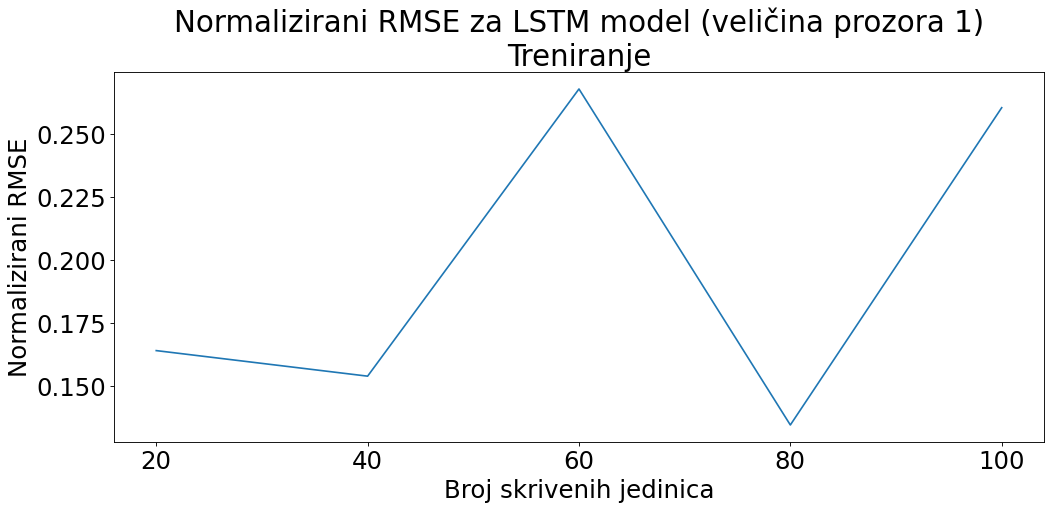 Normalizirani RMSE za LSTM model (veličina prozora 1)
Treniranje
Normalizirani RMSE
0.250
0.225
0.200
0.175
0.150
20 40 60 80 100
Broj skrivenih jedinica